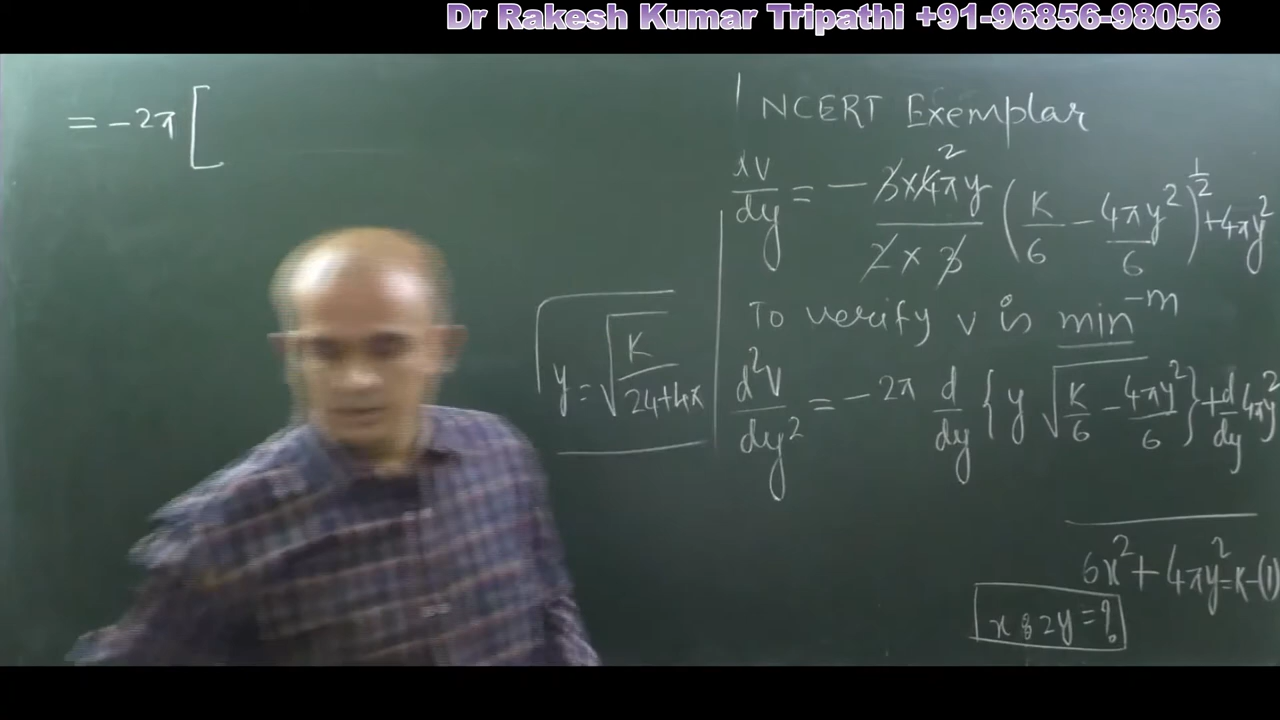 Dr Rakesh Kumar Tripathi +91-96856-98056
= -2π [
y = √(K/(24+4π))
NCERT Exemplar
dV/dy = - (3×4π y)/(2×3) (K/6 - 4πy²/6)^(1/2) + 4πy²
2
To verify V is min-m
d²V/dy² = -2π d/dy {y √(K/6 - 4πy²/6)} + d/dy 4πy²
6x² + 4πy² = K-(1)
x : 2y = ?